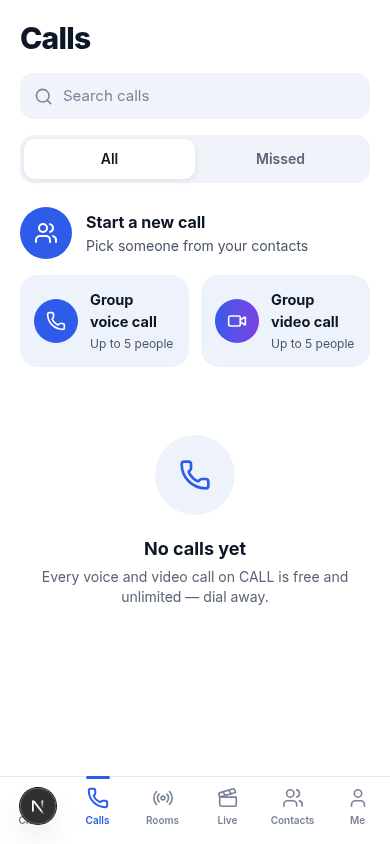 Calls
Search calls
All
Missed
Start a new call
Pick someone from your contacts
Group
voice call
Up to 5 people
Group
video call
Up to 5 people
No calls yet
Every voice and video call on CALL is free and
unlimited — dial away.
N
Calls
Rooms
Live
Contacts
Me